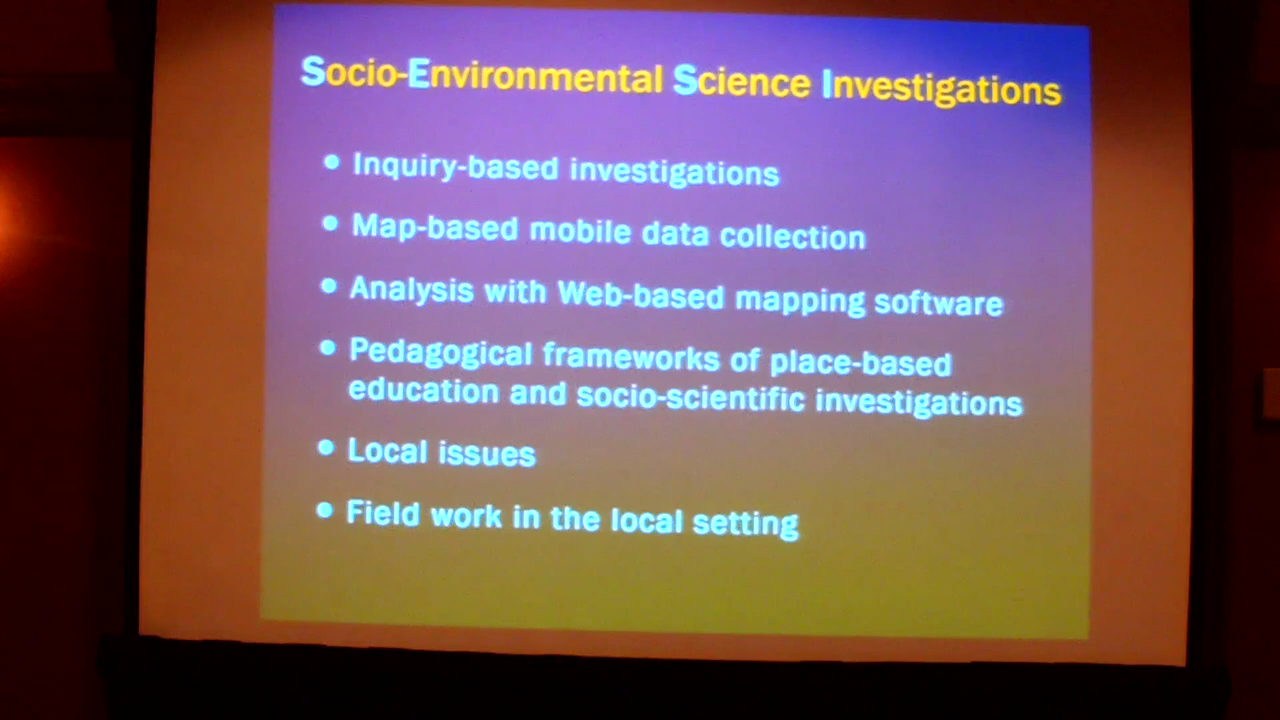 Socio-Environmental Science Investigations
• Inquiry-based investigations
• Map-based mobile data collection
• Analysis with Web-based mapping software
• Pedagogical frameworks of place-based
education and socio-scientific investigations
• Local issues
• Field work in the local setting